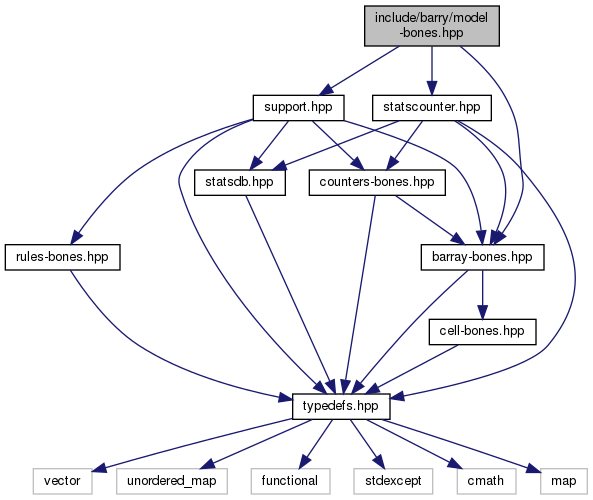 include/barry/model
-bones.hpp
support.hpp
statscounter.hpp
statsdb.hpp
counters-bones.hpp
rules-bones.hpp
barray-bones.hpp
cell-bones.hpp
typedefs.hpp
vector
unordered_map
functional
stdexcept
cmath
map